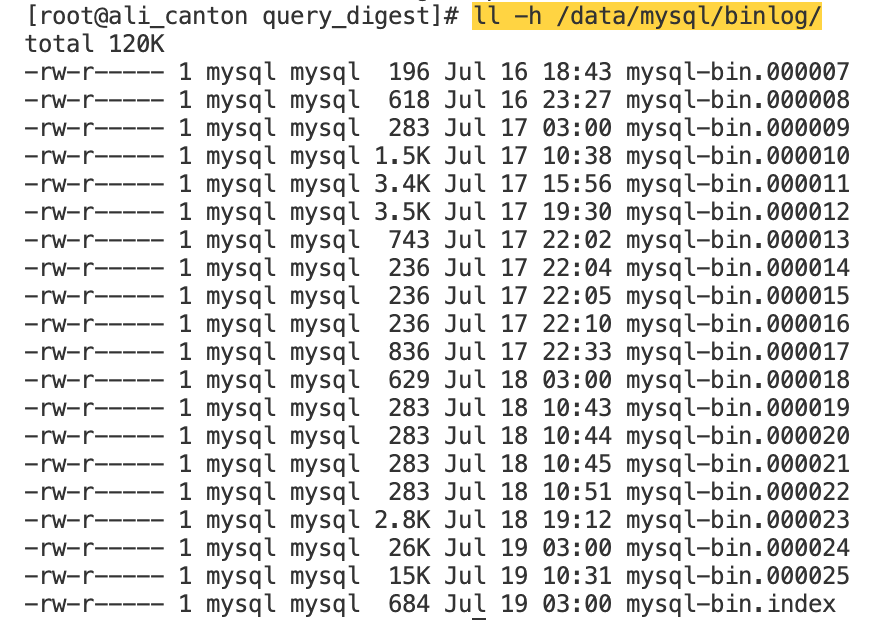 [root@ali_canton query_digest]# ll -h /data/mysql/binlog/
total 120K
-rw-r----- 1 mysql mysql  196 Jul 16 18:43 mysql-bin.000007
-rw-r----- 1 mysql mysql  618 Jul 16 23:27 mysql-bin.000008
-rw-r----- 1 mysql mysql  283 Jul 17 03:00 mysql-bin.000009
-rw-r----- 1 mysql mysql 1.5K Jul 17 10:38 mysql-bin.000010
-rw-r----- 1 mysql mysql 3.4K Jul 17 15:56 mysql-bin.000011
-rw-r----- 1 mysql mysql 3.5K Jul 17 19:30 mysql-bin.000012
-rw-r----- 1 mysql mysql  743 Jul 17 22:02 mysql-bin.000013
-rw-r----- 1 mysql mysql  236 Jul 17 22:04 mysql-bin.000014
-rw-r----- 1 mysql mysql  236 Jul 17 22:05 mysql-bin.000015
-rw-r----- 1 mysql mysql  236 Jul 17 22:10 mysql-bin.000016
-rw-r----- 1 mysql mysql  836 Jul 17 22:33 mysql-bin.000017
-rw-r----- 1 mysql mysql  629 Jul 18 03:00 mysql-bin.000018
-rw-r----- 1 mysql mysql  283 Jul 18 10:43 mysql-bin.000019
-rw-r----- 1 mysql mysql  283 Jul 18 10:44 mysql-bin.000020
-rw-r----- 1 mysql mysql  283 Jul 18 10:45 mysql-bin.000021
-rw-r----- 1 mysql mysql  283 Jul 18 10:51 mysql-bin.000022
-rw-r----- 1 mysql mysql 2.8K Jul 18 19:12 mysql-bin.000023
-rw-r----- 1 mysql mysql  26K Jul 19 03:00 mysql-bin.000024
-rw-r----- 1 mysql mysql  15K Jul 19 10:31 mysql-bin.000025
-rw-r----- 1 mysql mysql  684 Jul 19 03:00 mysql-bin.index